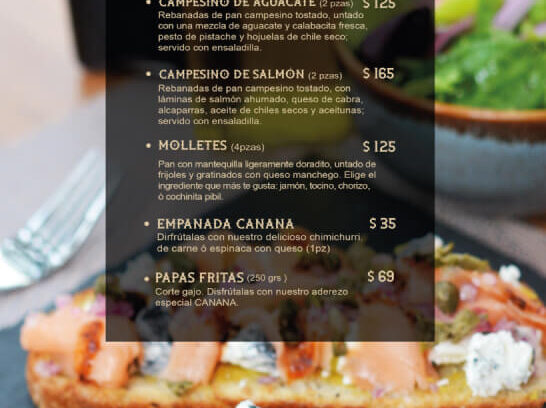 • CAMPESINO DE AGUACATE (2 pzas) $ 125
Rebanadas de pan campesino tostado, untado
con una mezcla de aguacate y calabacita fresca,
pesto de pistache y hojuelas de chile seco;
servido con ensaladilla.
• CAMPESINO DE SALMÓN (2 pzas) $ 165
Rebanadas de pan campesino tostado, con
láminas de salmón ahumado, queso de cabra,
alcaparras, aceite de chiles secos y aceitunas;
servido con ensaladilla.
• MOLLETES (4pzas) $ 125
Pan con mantequilla ligeramente doradito, untado de
frijoles y gratinados con queso manchego. Elige el
ingrediente que más te gusta: jamón, tocino, chorizo,
ó cochinita pibil.
• EMPANADA CANANA $ 35
Disfrútalas con nuestro delicioso chimichurri.
de carne ó espinaca con queso (1pz)
• PAPAS FRITAS (250 grs ) $ 69
Corte gajo. Disfrútalas con nuestro aderezo
especial CANANA.